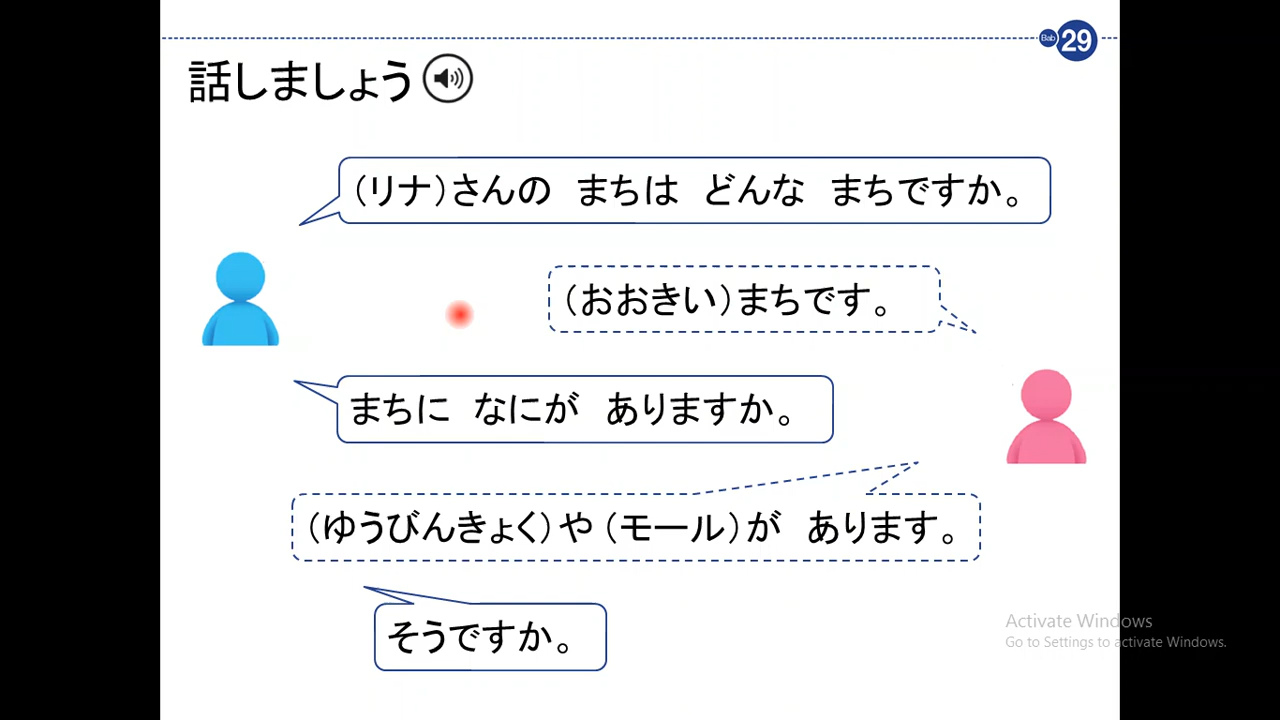 Bab 29
話しましょう
（リナ）さんの　まちは　どんな　まちですか。
（おおきい）まちです。
まちに　なにが　ありますか。
（ゆうびんきょく）や（モール）が　あります。
そうですか。
Activate Windows
Go to Settings to activate Windows.